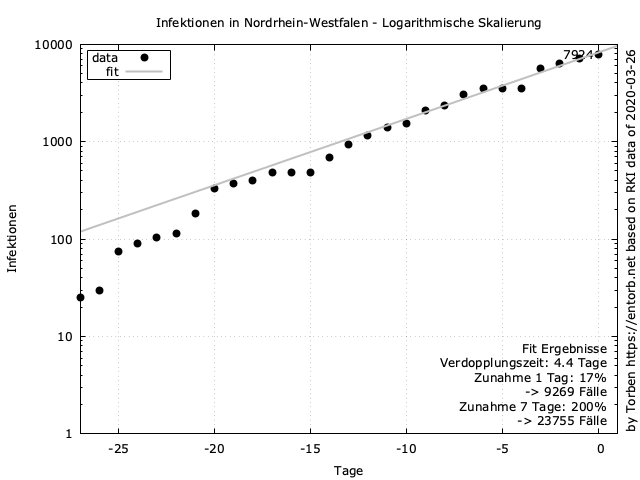 Infektionen in Nordrhein-Westfalen - Logarithmische Skalierung
10000
1000
100
10
1
Infektionen
data
fit
7924
Fit Ergebnisse
Verdopplungszeit: 4.4 Tage
Zunahme 1 Tag: 17%
-> 9269 Fälle
Zunahme 7 Tage: 200%
-> 23755 Fälle
-25
-20
-15
-10
-5
0
Tage
by Torben https://entorb.net based on RKI data of 2020-03-26